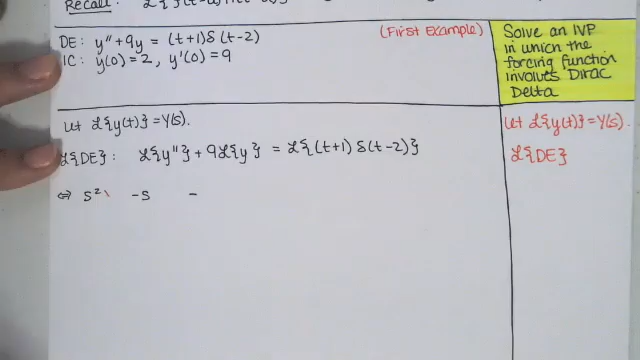 Recall:
DE: y" + 9y = (t+1)δ(t-2)
(First Example)
IC: y(0) = 2, y'(0) = 9
Solve an IVP
in which the
forcing function
involves Dirac
Delta
Let ℒ{y(t)} = Y(s).
ℒ{DE}: ℒ{y"} + 9ℒ{y} = ℒ{(t+1) δ(t-2)}
⇔ s² -s -
Let ℒ{y(t)} = Y(s)
ℒ{DE}